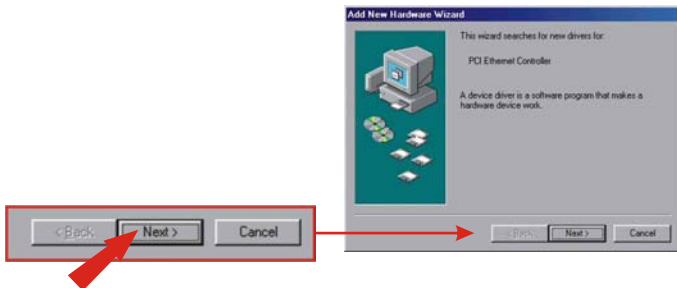 Add New Hardware Wizard
This wizard searches for new drivers for:
PCI Ethernet Controller
A device driver is a software program that makes a
hardware device work.
< Back Next > Cancel
< Back Next > Cancel